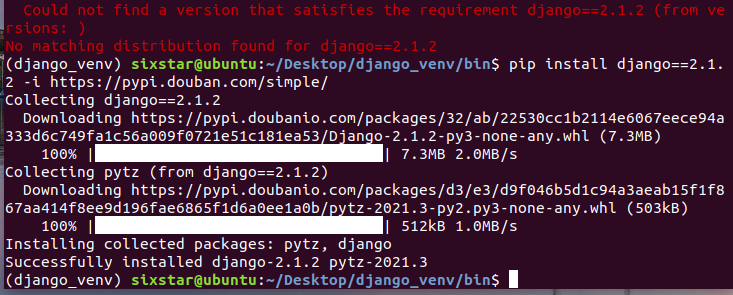 Could not find a version that satisfies the requirement django==2.1.2 (from ve
rsions: )
No matching distribution found for django==2.1.2
(django_venv) sixstar@ubuntu:~/Desktop/django_venv/bin$ pip install django==2.1.
2 -i https://pypi.douban.com/simple/
Collecting django==2.1.2
Downloading https://pypi.doubanio.com/packages/32/ab/22530cc1b2114e6067eece94a
333d6c749fa1c56a009f0721e51c181ea53/Django-2.1.2-py3-none-any.whl (7.3MB)
100% |████████████████████████████████| 7.3MB 2.0MB/s
Collecting pytz (from django==2.1.2)
Downloading https://pypi.doubanio.com/packages/d3/e3/d9f046b5d1c94a3aeab15f1f8
67aa414f8ee9d196fae6865f1d6a0ee1a0b/pytz-2021.3-py2.py3-none-any.whl (503kB)
100% |████████████████████████████████| 512kB 1.0MB/s
Installing collected packages: pytz, django
Successfully installed django-2.1.2 pytz-2021.3
(django_venv) sixstar@ubuntu:~/Desktop/django_venv/bin$